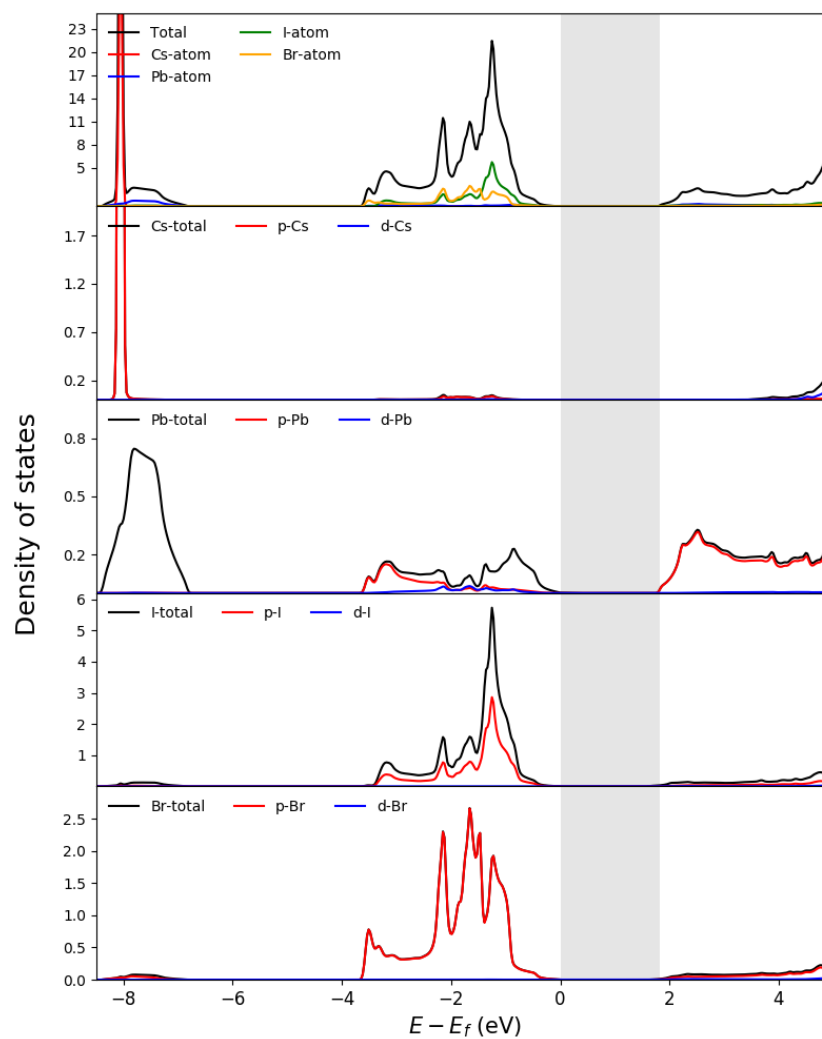 23
20
17
14
11
8
5
Total
I-atom
Cs-atom
Br-atom
Pb-atom
1.7
1.2
0.7
0.2
Cs-total
p-Cs
d-Cs
0.8
0.5
0.2
Pb-total
p-Pb
d-Pb
6
5
4
3
2
1
I-total
p-I
d-I
2.5
2.0
1.5
1.0
0.5
0.0
Br-total
p-Br
d-Br
−8
−6
−4
−2
0
2
4
Density of states
E − E_f (eV)